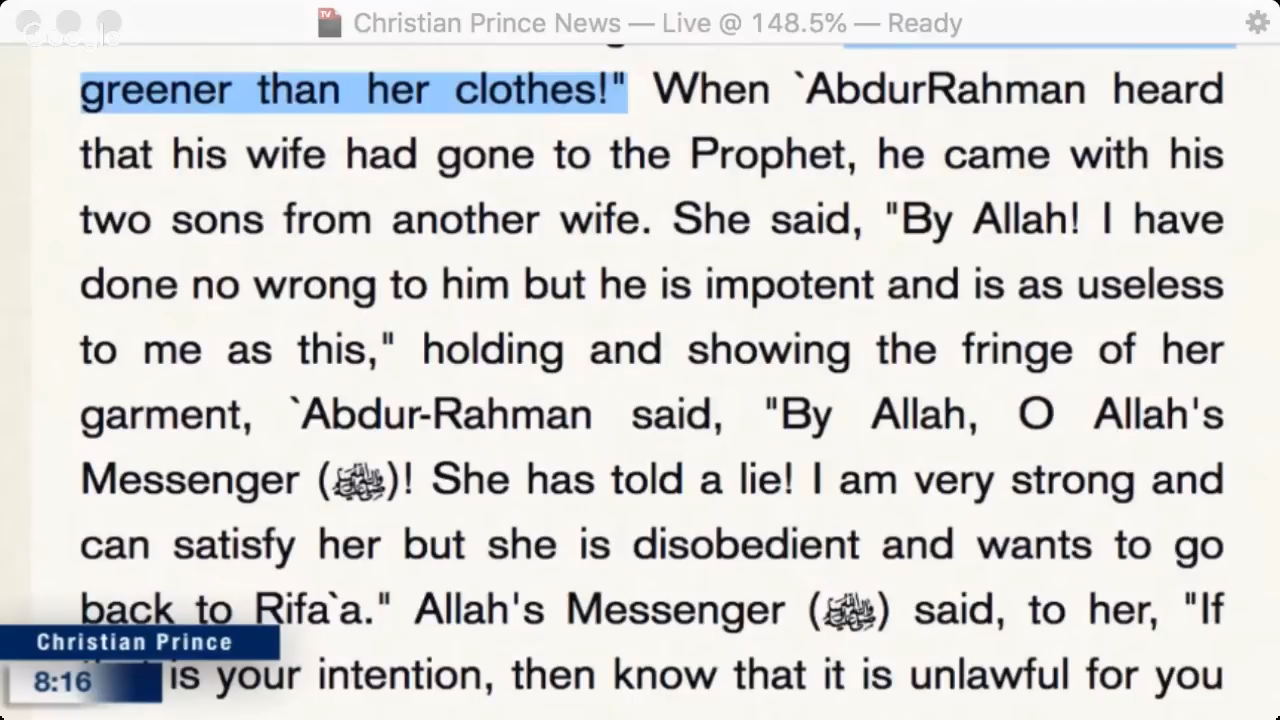 Christian Prince News — Live @ 148.5% — Ready
Google
greener than her clothes!" When `AbdurRahman heard
that his wife had gone to the Prophet, he came with his
two sons from another wife. She said, "By Allah! I have
done no wrong to him but he is impotent and is as useless
to me as this," holding and showing the fringe of her
garment, `Abdur-Rahman said, "By Allah, O Allah's
Messenger (ﷺ)! She has told a lie! I am very strong and
can satisfy her but she is disobedient and wants to go
back to Rifa`a." Allah's Messenger (ﷺ) said, to her, "If
is your intention, then know that it is unlawful for you
Christian Prince
8:16